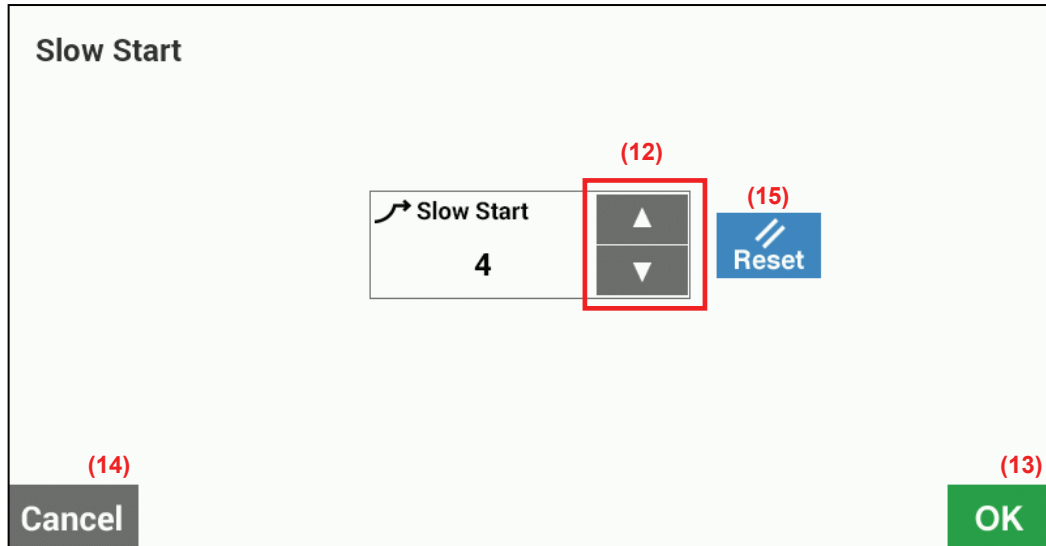 Slow Start
(12)
(15)
Slow Start
4
▲
▼
Reset
(14)
(13)
Cancel
OK